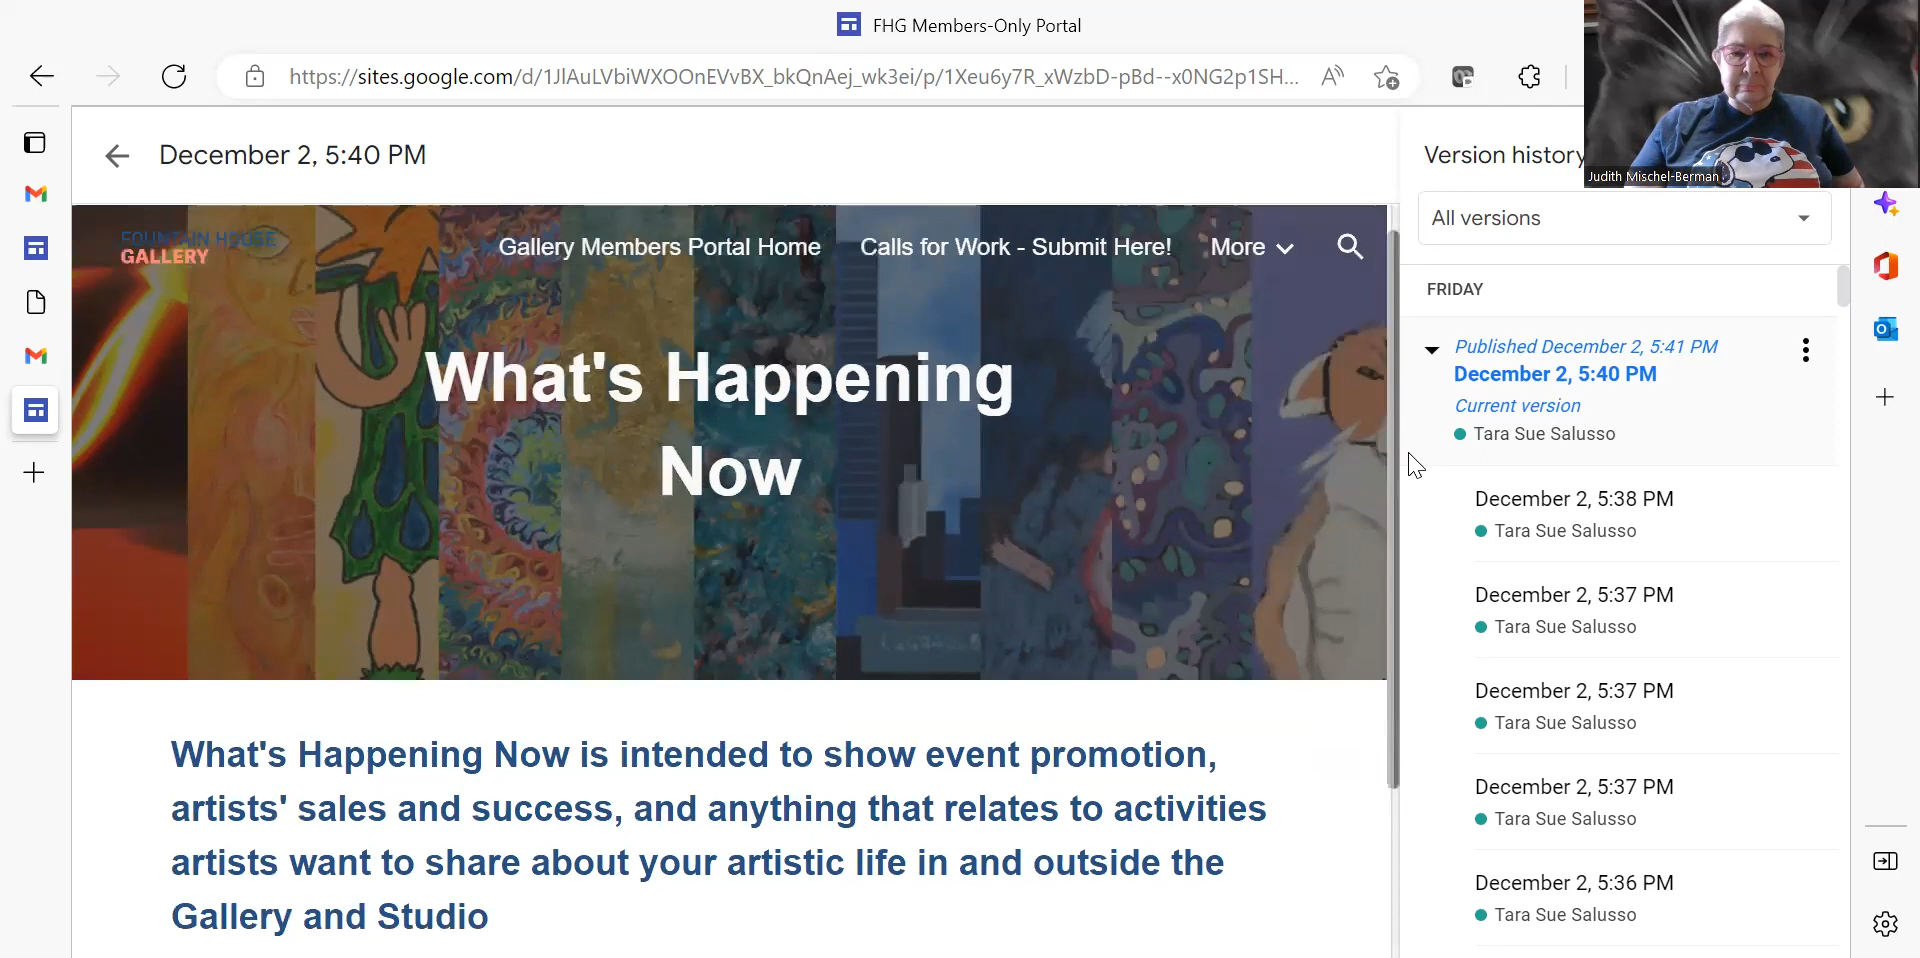 FHG Members-Only Portal
https://sites.google.com/d/1JlAuLVbiWXOOnEVvBX_bkQnAej_wk3ei/p/1Xeu6y7R_xWzbD-pBd--x0NG2p1SH...
Judith Mischel-Berman
December 2, 5:40 PM
Version history
All versions
FOUNTAIN HOUSE
GALLERY
Gallery Members Portal Home
Calls for Work - Submit Here!
More
What's Happening
Now
What's Happening Now is intended to show event promotion,
artists' sales and success, and anything that relates to activities
artists want to share about your artistic life in and outside the
Gallery and Studio
FRIDAY
Published December 2, 5:41 PM
December 2, 5:40 PM
Current version
Tara Sue Salusso
December 2, 5:38 PM
Tara Sue Salusso
December 2, 5:37 PM
Tara Sue Salusso
December 2, 5:37 PM
Tara Sue Salusso
December 2, 5:37 PM
Tara Sue Salusso
December 2, 5:36 PM
Tara Sue Salusso